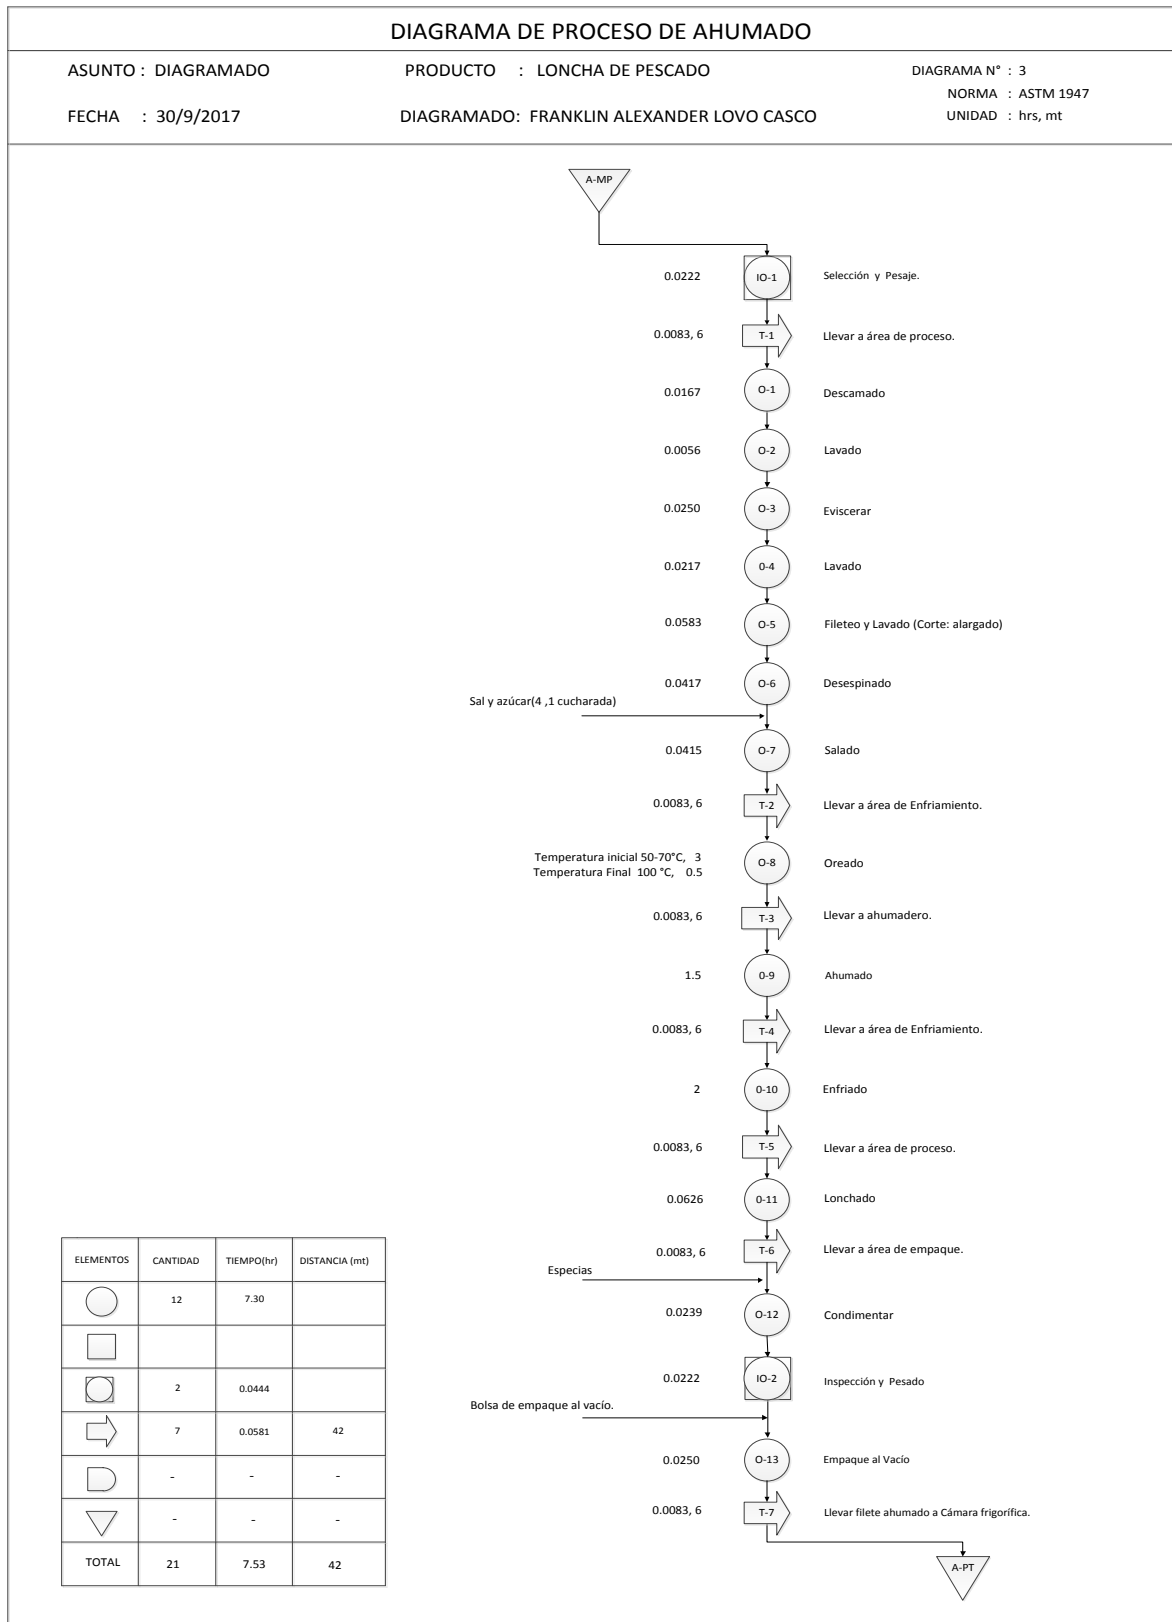 DIAGRAMA DE PROCESO DE AHUMADO
ASUNTO : DIAGRAMADO
PRODUCTO : LONCHA DE PESCADO
DIAGRAMA N° : 3
NORMA : ASTM 1947
FECHA : 30/9/2017
DIAGRAMADO: FRANKLIN ALEXANDER LOVO CASCO
UNIDAD : hrs, mt
A-MP
0.0222 IO-1 Selección y Pesaje.
0.0083, 6 T-1 Llevar a área de proceso.
0.0167 O-1 Descamado
0.0056 O-2 Lavado
0.0250 O-3 Eviscerar
0.0217 0-4 Lavado
0.0583 O-5 Fileteo y Lavado (Corte: alargado)
0.0417 O-6 Desespinado
Sal y azúcar(4 ,1 cucharada)
0.0415 O-7 Salado
0.0083, 6 T-2 Llevar a área de Enfriamiento.
Temperatura inicial 50-70°C, 3
Temperatura Final 100 °C, 0.5
O-8 Oreado
0.0083, 6 T-3 Llevar a ahumadero.
1.5 0-9 Ahumado
0.0083, 6 T-4 Llevar a área de Enfriamiento.
2 0-10 Enfriado
0.0083, 6 T-5 Llevar a área de proceso.
0.0626 0-11 Lonchado
0.0083, 6 T-6 Llevar a área de empaque.
Especias
0.0239 O-12 Condimentar
0.0222 IO-2 Inspección y Pesado
Bolsa de empaque al vacío.
0.0250 O-13 Empaque al Vacío
0.0083, 6 T-7 Llevar filete ahumado a Cámara frigorífica.
A-PT
ELEMENTOS CANTIDAD TIEMPO(hr) DISTANCIA (mt)
12 7.30
2 0.0444
7 0.0581 42
- - -
- - -
TOTAL 21 7.53 42